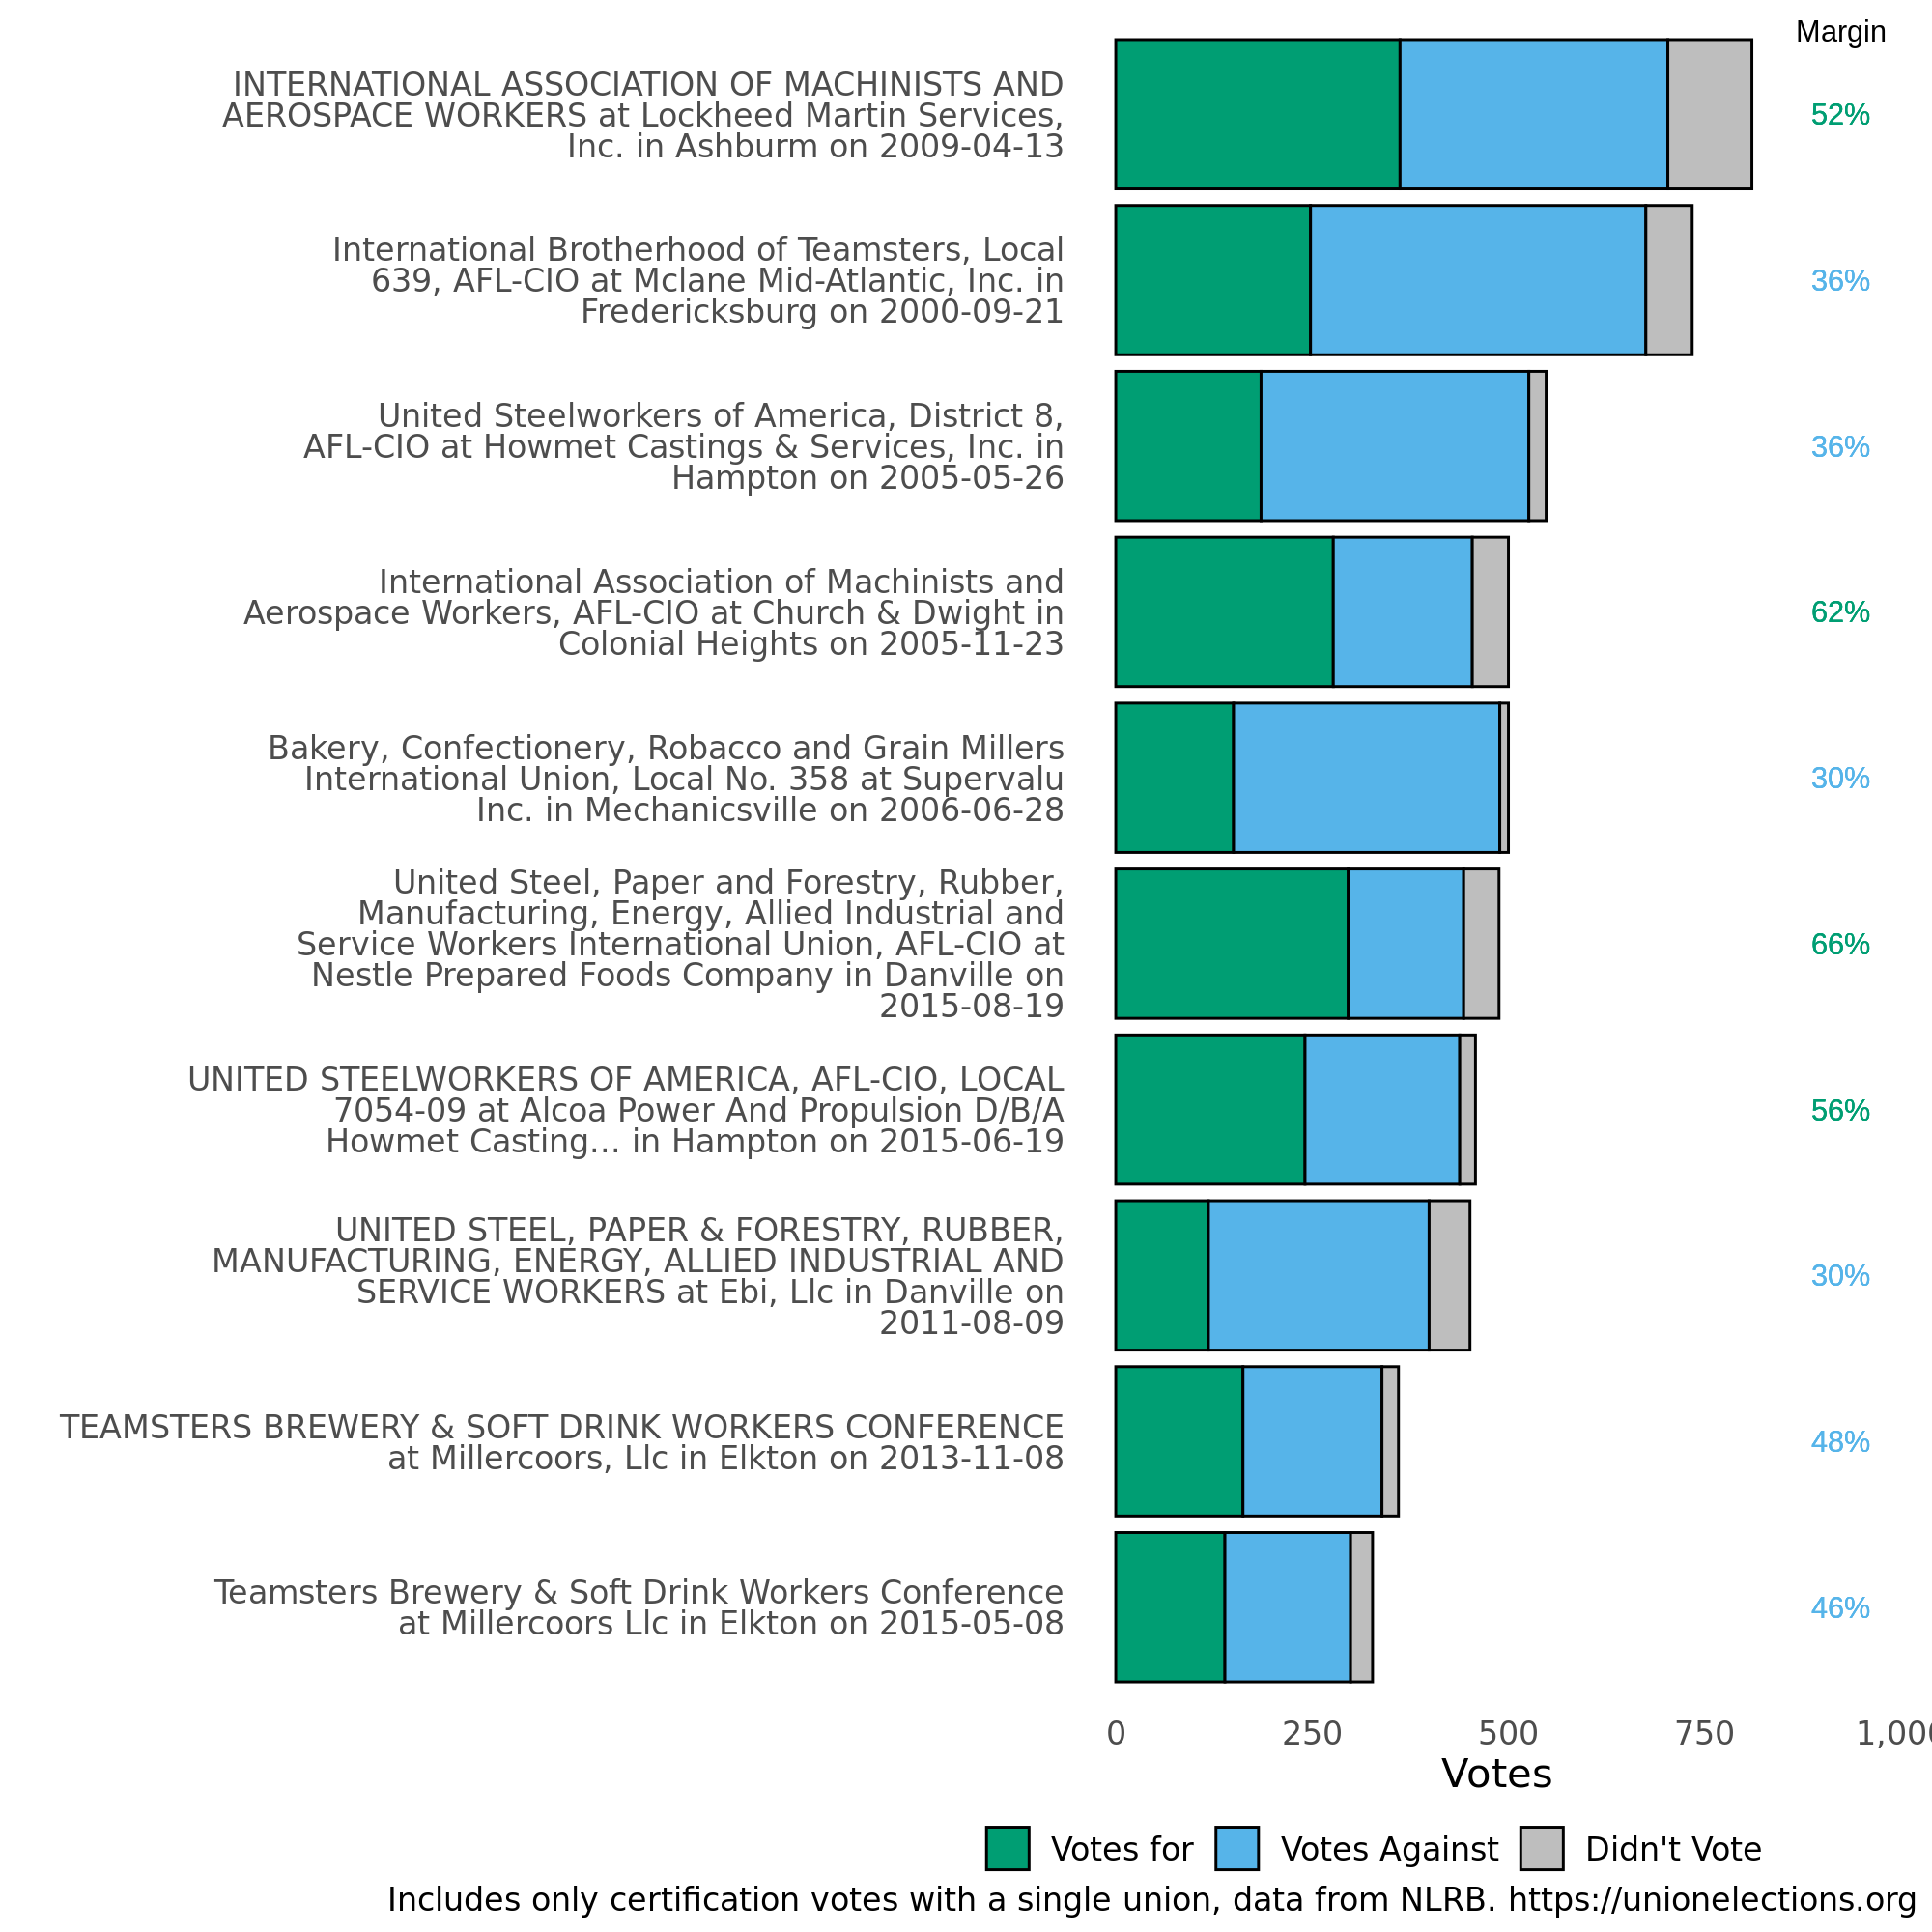 Margin
INTERNATIONAL ASSOCIATION OF MACHINISTS AND
AEROSPACE WORKERS at Lockheed Martin Services,
Inc. in Ashburm on 2009-04-13
52%
International Brotherhood of Teamsters, Local
639, AFL-CIO at Mclane Mid-Atlantic, Inc. in
Fredericksburg on 2000-09-21
36%
United Steelworkers of America, District 8,
AFL-CIO at Howmet Castings & Services, Inc. in
Hampton on 2005-05-26
36%
International Association of Machinists and
Aerospace Workers, AFL-CIO at Church & Dwight in
Colonial Heights on 2005-11-23
62%
Bakery, Confectionery, Robacco and Grain Millers
International Union, Local No. 358 at Supervalu
Inc. in Mechanicsville on 2006-06-28
30%
United Steel, Paper and Forestry, Rubber,
Manufacturing, Energy, Allied Industrial and
Service Workers International Union, AFL-CIO at
Nestle Prepared Foods Company in Danville on
2015-08-19
66%
UNITED STEELWORKERS OF AMERICA, AFL-CIO, LOCAL
7054-09 at Alcoa Power And Propulsion D/B/A
Howmet Casting... in Hampton on 2015-06-19
56%
UNITED STEEL, PAPER & FORESTRY, RUBBER,
MANUFACTURING, ENERGY, ALLIED INDUSTRIAL AND
SERVICE WORKERS at Ebi, Llc in Danville on
2011-08-09
30%
TEAMSTERS BREWERY & SOFT DRINK WORKERS CONFERENCE
at Millercoors, Llc in Elkton on 2013-11-08
48%
Teamsters Brewery & Soft Drink Workers Conference
at Millercoors Llc in Elkton on 2015-05-08
46%
0 250 500 750 1,000
Votes
Votes for Votes Against Didn't Vote
Includes only certification votes with a single union, data from NLRB. https://unionelections.org